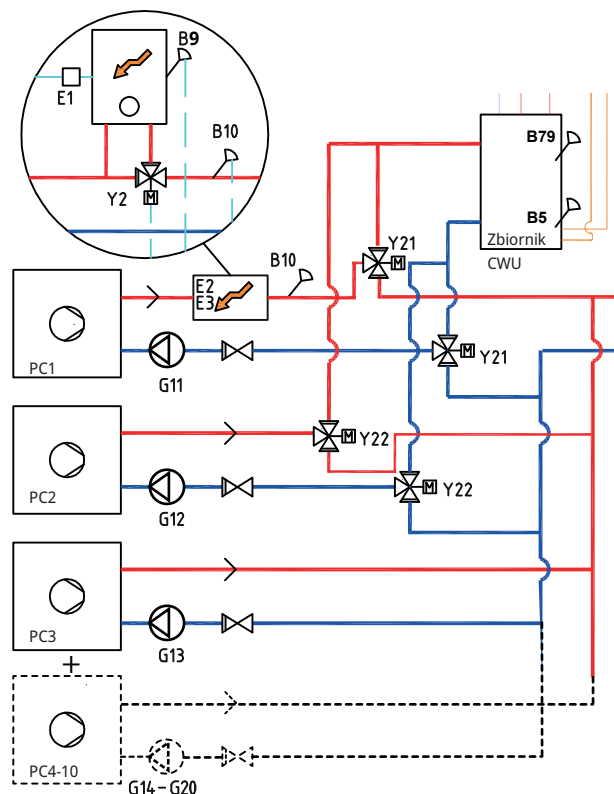 B9
E1
B10
Y2
M
B79
B5
Zbiornik
CWU
Y21
M
B10
E2
E3
PC1
G11
M
Y21
PC2
G12
M
Y22
M
Y22
PC3
G13
+
PC4-10
G14-G20